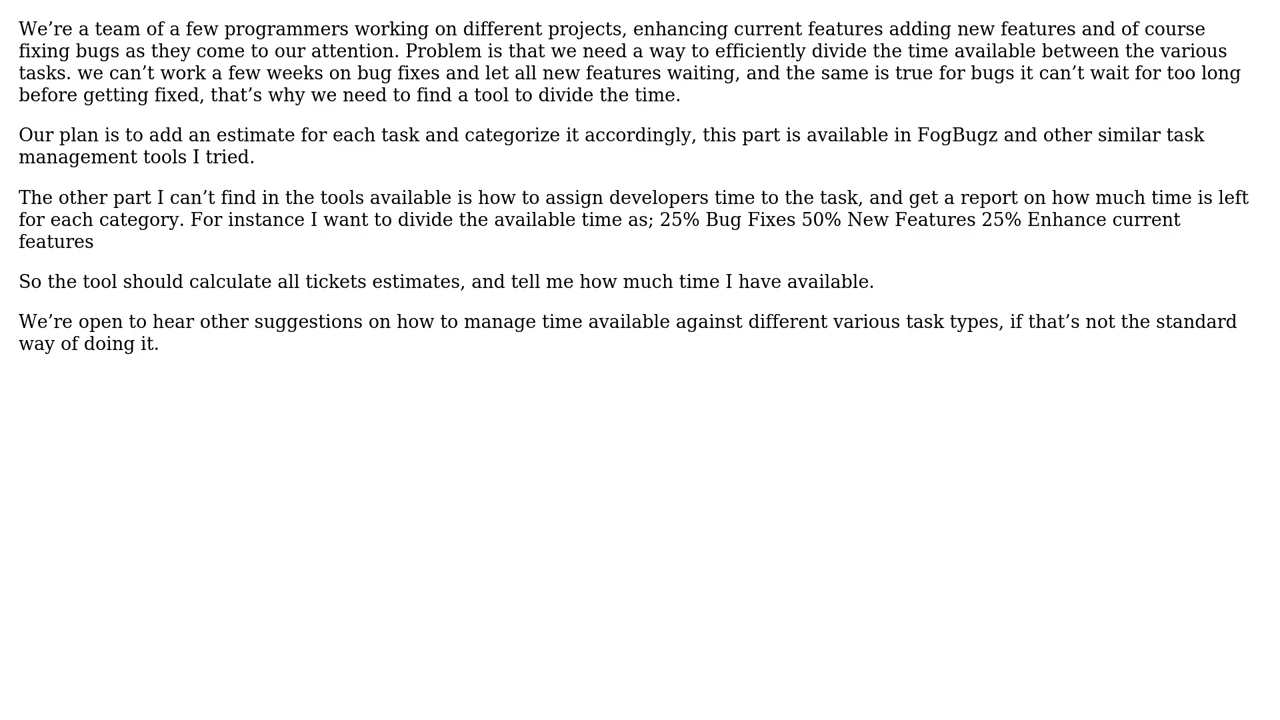 We’re a team of a few programmers working on different projects, enhancing current features adding new features and of course
fixing bugs as they come to our attention. Problem is that we need a way to efficiently divide the time available between the various
tasks. we can’t work a few weeks on bug fixes and let all new features waiting, and the same is true for bugs it can’t wait for too long
before getting fixed, that’s why we need to find a tool to divide the time.
Our plan is to add an estimate for each task and categorize it accordingly, this part is available in FogBugz and other similar task
management tools I tried.
The other part I can’t find in the tools available is how to assign developers time to the task, and get a report on how much time is left
for each category. For instance I want to divide the available time as; 25% Bug Fixes 50% New Features 25% Enhance current
features
So the tool should calculate all tickets estimates, and tell me how much time I have available.
We’re open to hear other suggestions on how to manage time available against different various task types, if that’s not the standard
way of doing it.